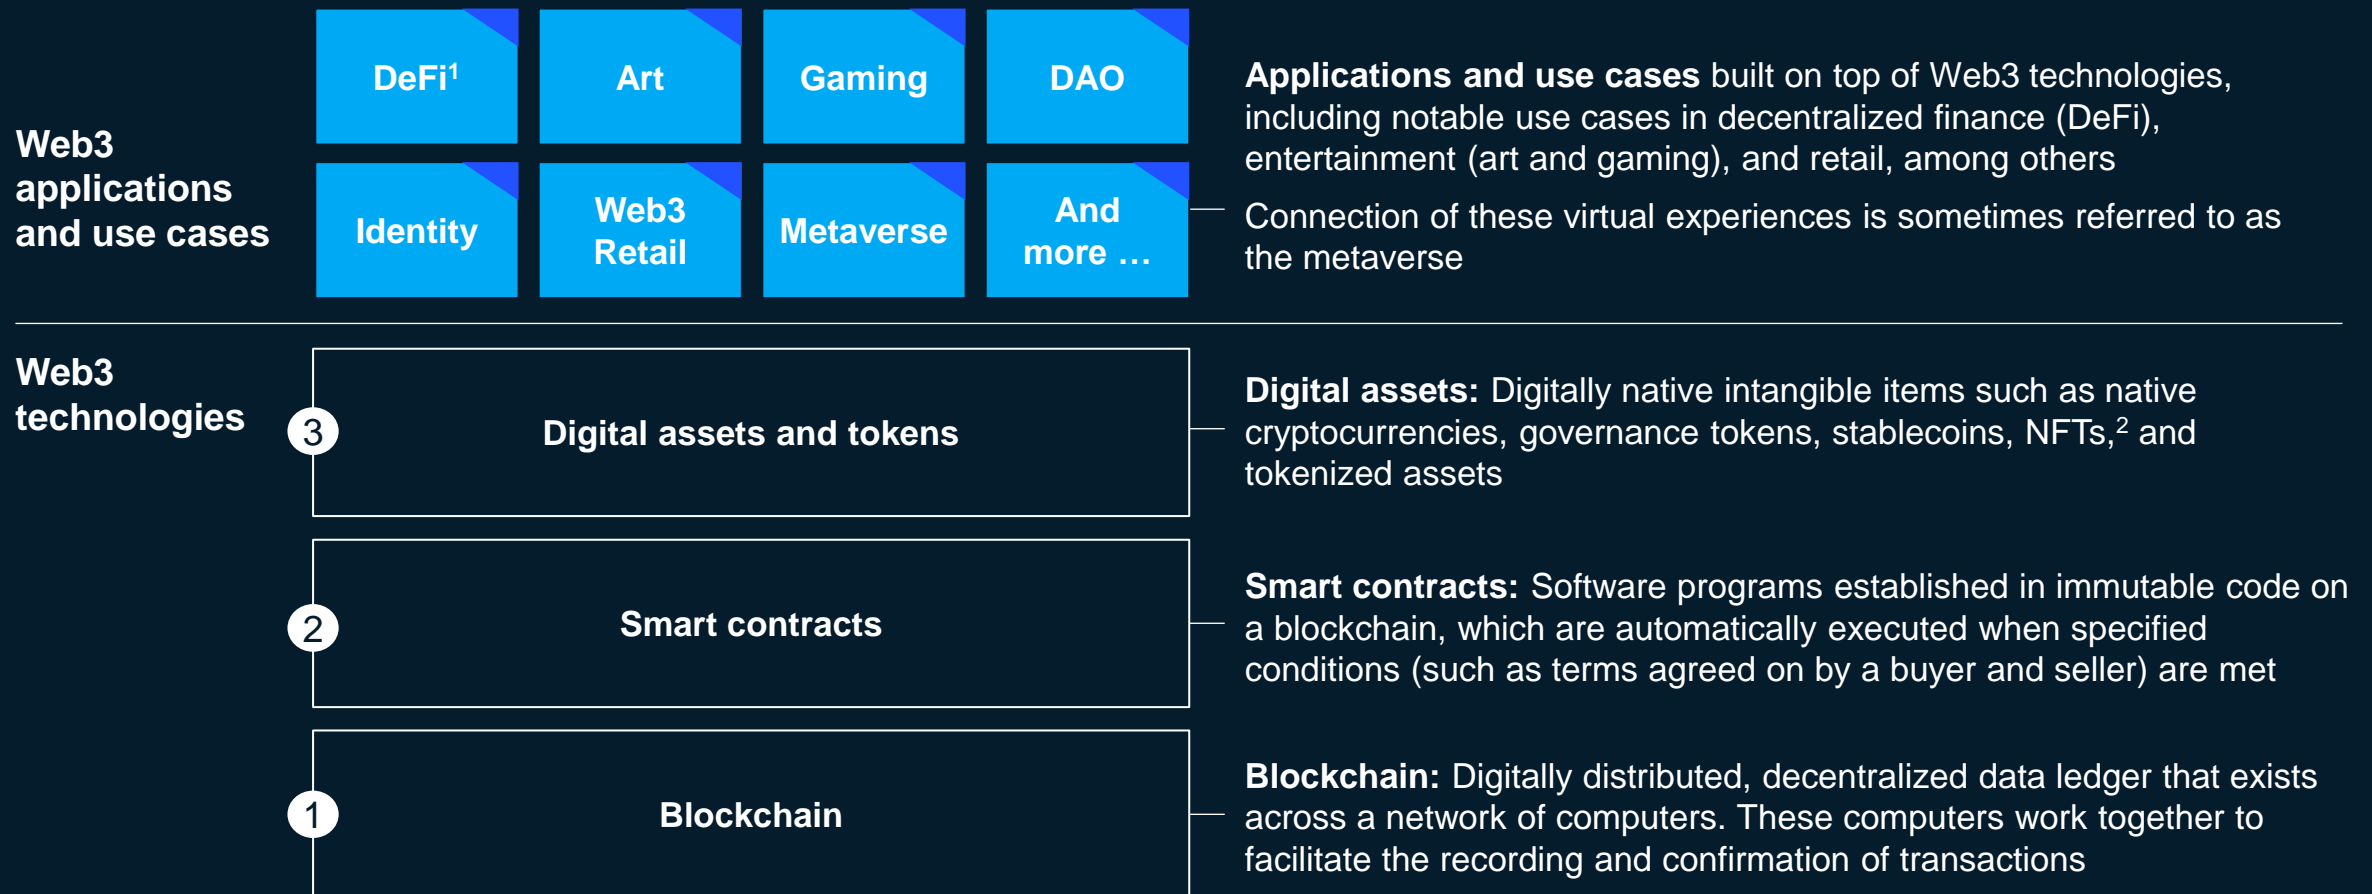 Web3
applications
and use cases
DeFi¹
Art
Gaming
DAO
Identity
Web3
Retail
Metaverse
And
more …
Applications and use cases built on top of Web3 technologies,
including notable use cases in decentralized finance (DeFi),
entertainment (art and gaming), and retail, among others
Connection of these virtual experiences is sometimes referred to as
the metaverse
Web3
technologies
3
Digital assets and tokens
Digital assets: Digitally native intangible items such as native
cryptocurrencies, governance tokens, stablecoins, NFTs,² and
tokenized assets
2
Smart contracts
Smart contracts: Software programs established in immutable code on
a blockchain, which are automatically executed when specified
conditions (such as terms agreed on by a buyer and seller) are met
1
Blockchain
Blockchain: Digitally distributed, decentralized data ledger that exists
across a network of computers. These computers work together to
facilitate the recording and confirmation of transactions